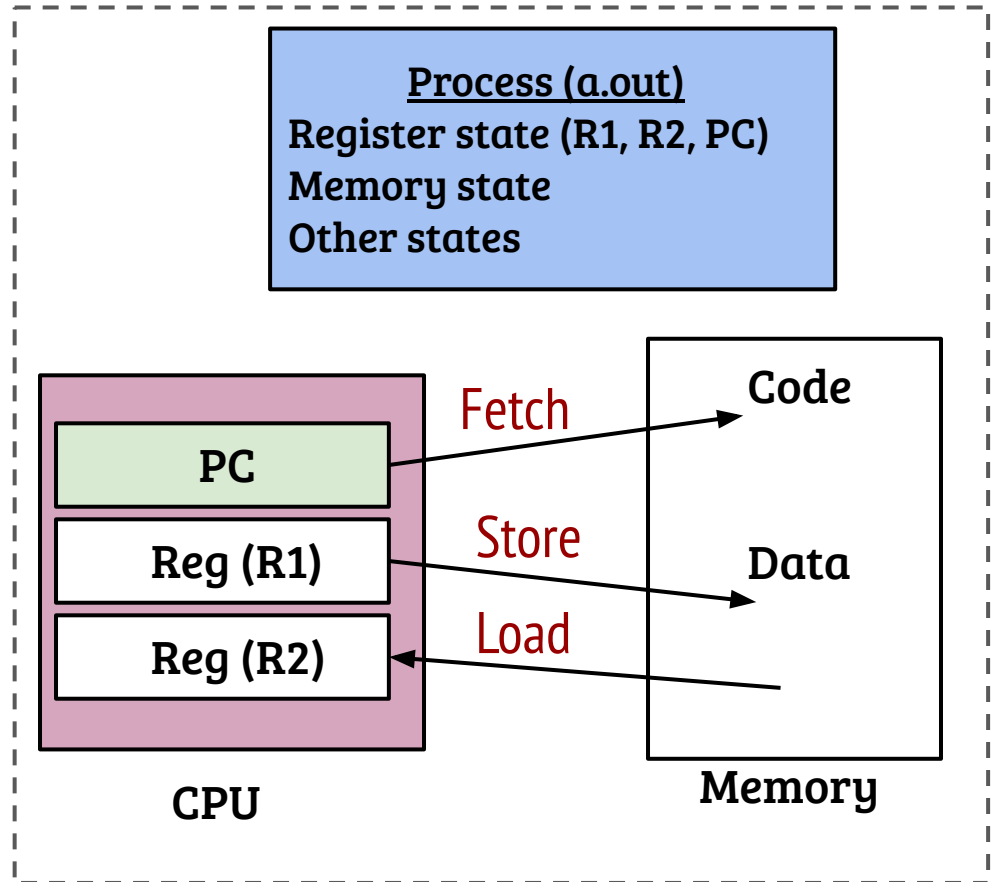 Process (a.out)
Register state (R1, R2, PC)
Memory state
Other states
Fetch
Code
PC
Store
Reg (R1)
Data
Load
Reg (R2)
CPU
Memory